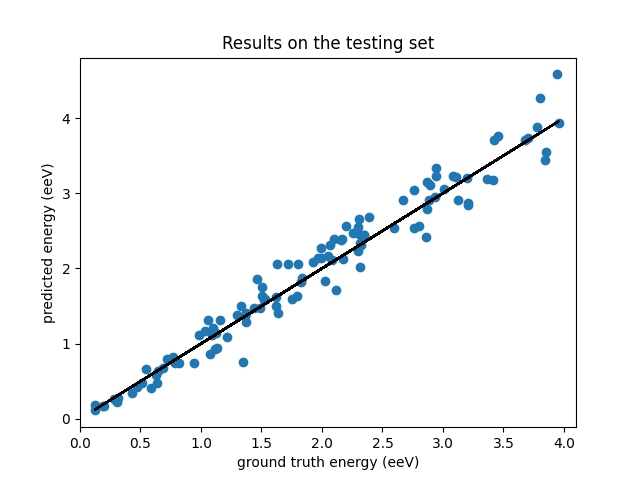 Results on the testing set
predicted energy (eeV)
4
3
2
1
0
0.0 0.5 1.0 1.5 2.0 2.5 3.0 3.5 4.0
ground truth energy (eeV)